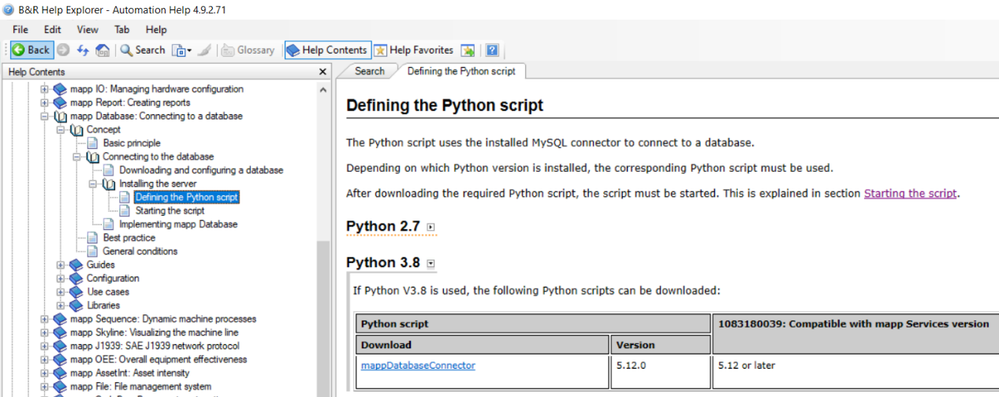 B&R Help Explorer - Automation Help 4.9.2.71
File Edit View Tab Help
Back Search Glossary Help Contents Help Favorites
Help Contents
mapp IO: Managing hardware configuration
mapp Report: Creating reports
mapp Database: Connecting to a database
Concept
Basic principle
Connecting to the database
Downloading and configuring a database
Installing the server
Defining the Python script
Starting the script
Implementing mapp Database
Best practice
General conditions
Guides
Configuration
Use cases
Libraries
mapp Sequence: Dynamic machine processes
mapp Skyline: Visualizing the machine line
mapp J1939: SAE J1939 network protocol
mapp OEE: Overall equipment effectiveness
mapp AssetInt: Asset intensity
mapp File: File management system
Search Defining the Python script
Defining the Python script
The Python script uses the installed MySQL connector to connect to a database.
Depending on which Python version is installed, the corresponding Python script must be used.
After downloading the required Python script, the script must be started. This is explained in section Starting the script.
Python 2.7
Python 3.8
If Python V3.8 is used, the following Python scripts can be downloaded:
Python script 1083180039: Compatible with mapp Services version
Download Version
mappDatabaseConnector 5.12.0 5.12 or later